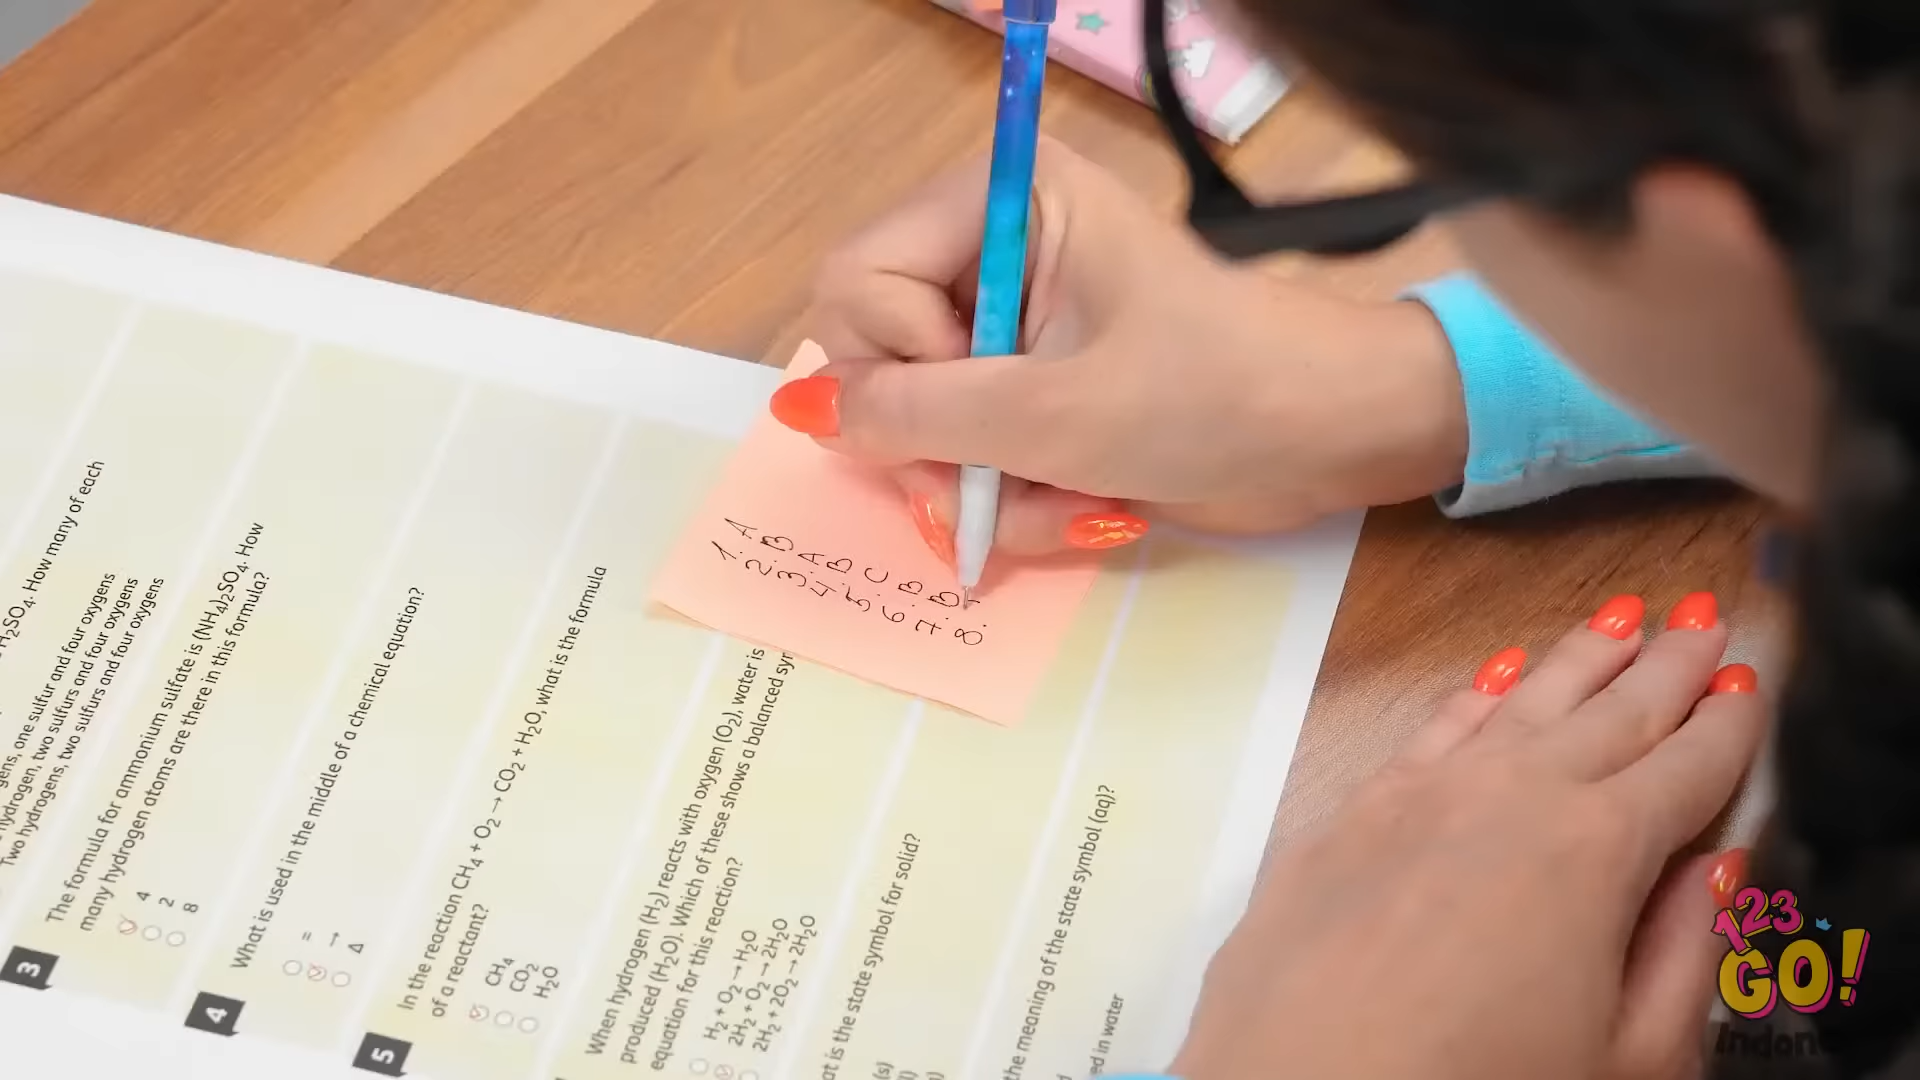 H₂SO₄. How many of each
gens, one sulfur and four oxygens
hydrogen, two sulfurs and four oxygens
Two hydrogens, two sulfurs and four oxygens
3
The formula for ammonium sulfate is (NH₄)₂SO₄. How
many hydrogen atoms are there in this formula?
4
2
8
4
What is used in the middle of a chemical equation?
=
→
Δ
5
In the reaction CH₄ + O₂ → CO₂ + H₂O, what is the formula
of a reactant?
CH₄
CO₂
H₂O
When hydrogen (H₂) reacts with oxygen (O₂), water is
produced (H₂O). Which of these shows a balanced syr
equation for this reaction?
H₂ + O₂ → H₂O
2H₂ + O₂ → 2H₂O
2H₂ + 2O₂ → 2H₂O
at is the state symbol for solid?
(s)
the meaning of the state symbol (aq)?
ed in water
1. A
2. B
3. A
4. B
5. C
6. B
7. B
8.
123
GO!
Indone